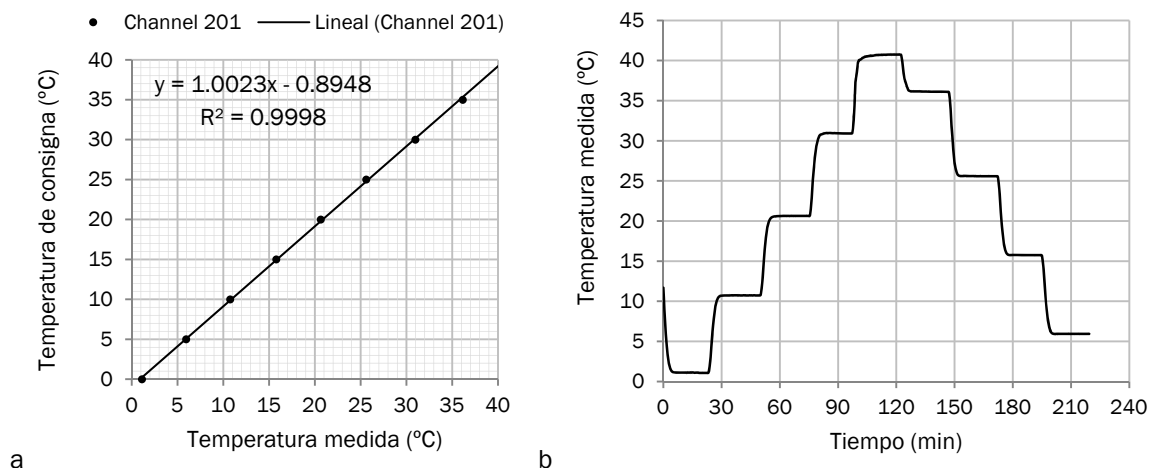 Channel 201
Lineal (Channel 201)
y = 1.0023x - 0.8948
R² = 0.9998
Temperatura de consigna (ºC)
40
35
30
25
20
15
10
5
0
0 5 10 15 20 25 30 35 40
Temperatura medida (ºC)
a
Temperatura medida (ºC)
45
40
35
30
25
20
15
10
5
0
0 30 60 90 120 150 180 210 240
Tiempo (min)
b